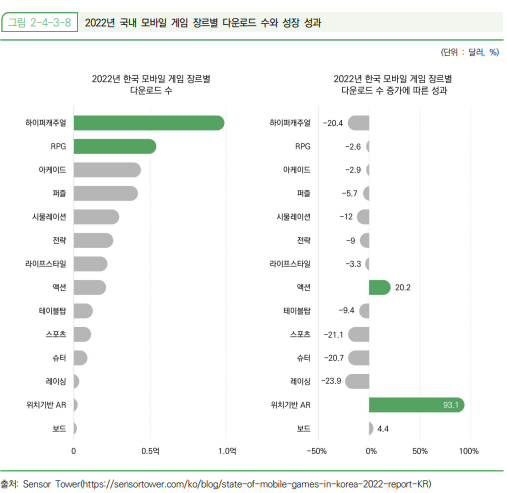 그림 2-4-3-8 2022년 국내 모바일 게임 장르별 다운로드 수와 성장 성과
(단위 : 달러, %)
2022년 한국 모바일 게임 장르별
다운로드 수
하이퍼캐주얼
RPG
아케이드
퍼즐
시뮬레이션
전략
라이프스타일
액션
테이블탑
스포츠
슈터
레이싱
위치기반 AR
보드
0 0.5억 1.0억
2022년 한국 모바일 게임 장르별
다운로드 수 증가에 따른 성과
하이퍼캐주얼 -20.4
RPG -2.6
아케이드 -2.9
퍼즐 -5.7
시뮬레이션 -12
전략 -9
라이프스타일 -3.3
액션 20.2
테이블탑 -9.4
스포츠 -21.1
슈터 -20.7
레이싱 -23.9
위치기반 AR 93.1
보드 4.4
-50% 0% 50% 100%
출처: Sensor Tower(https://sensortower.com/ko/blog/state-of-mobile-games-in-korea-2022-report-KR)